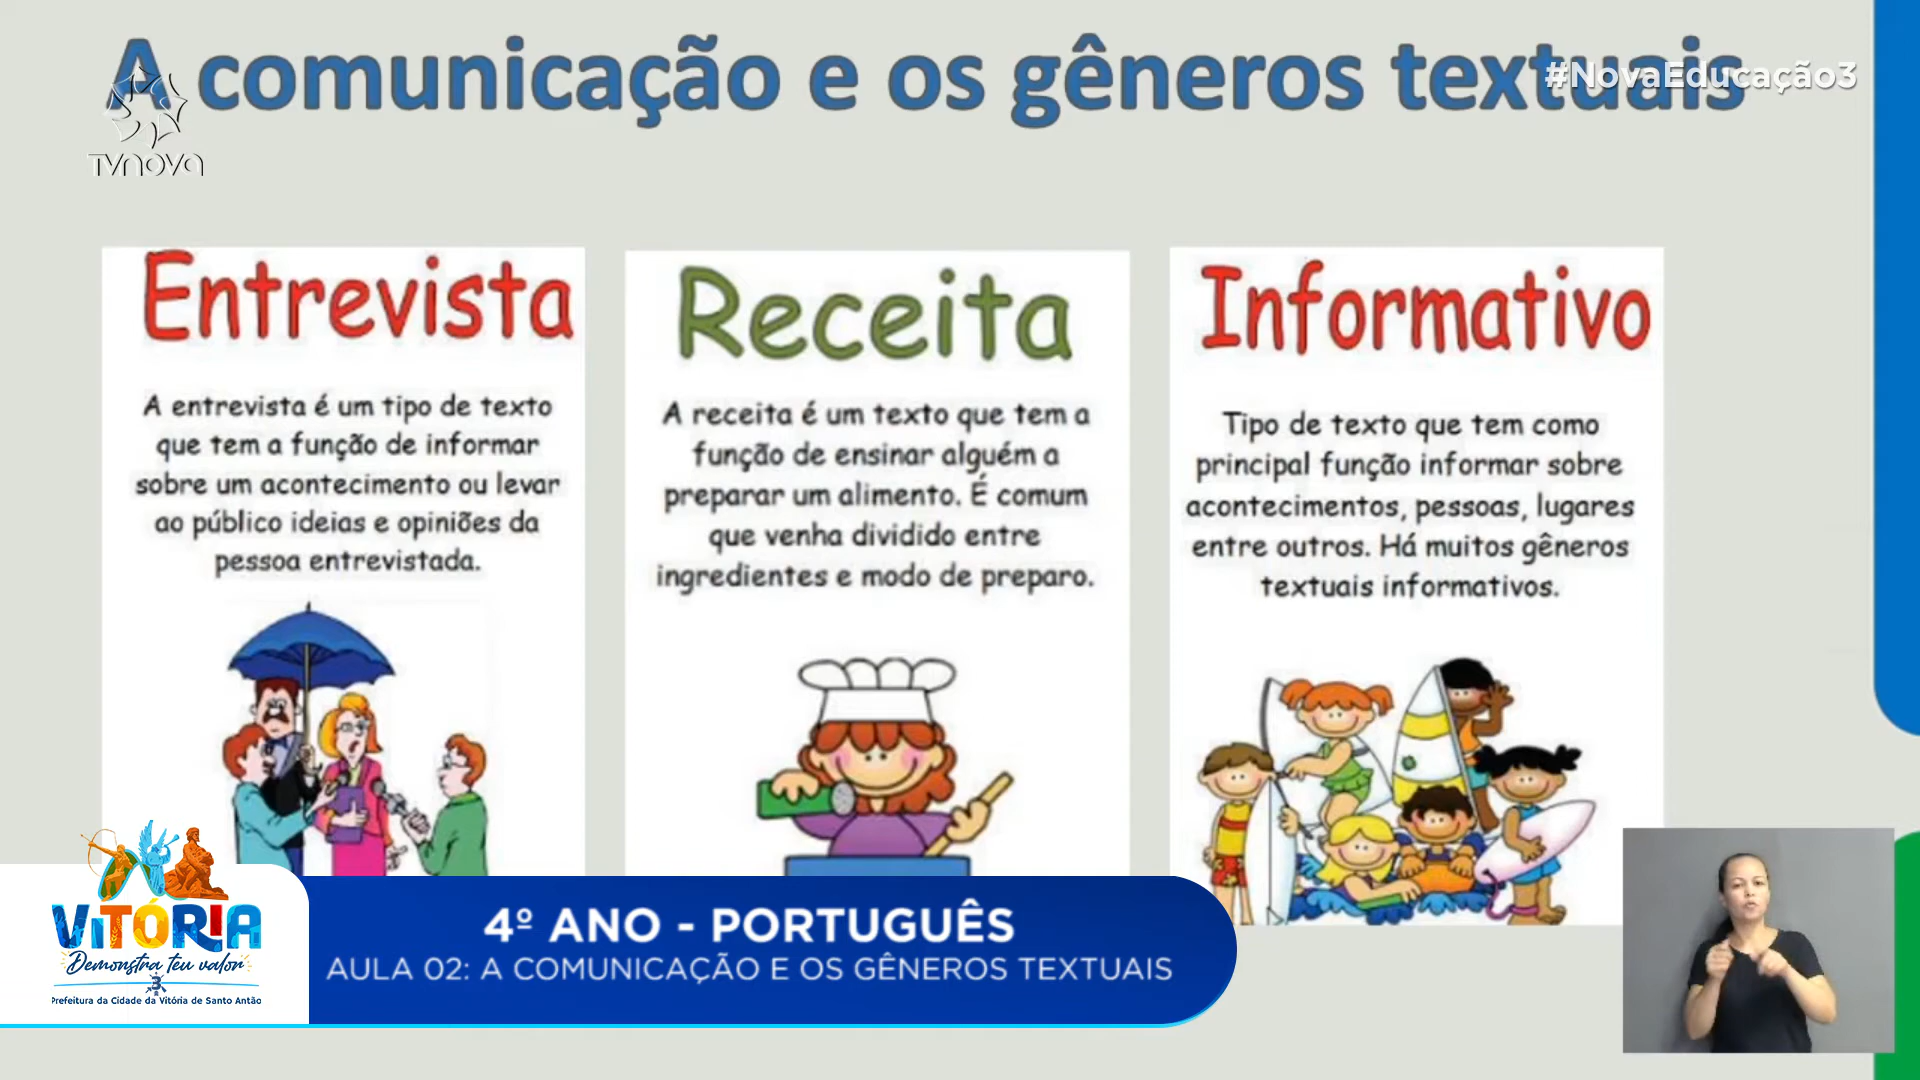 A comunicação e os gêneros textuais
#NovaEducação3
TVNOVA
Entrevista
A entrevista é um tipo de texto
que tem a função de informar
sobre um acontecimento ou levar
ao público ideias e opiniões da
pessoa entrevistada.
Receita
A receita é um texto que tem a
função de ensinar alguém a
preparar um alimento. É comum
que venha dividido entre
ingredientes e modo de preparo.
Informativo
Tipo de texto que tem como
principal função informar sobre
acontecimentos, pessoas, lugares
entre outros. Há muitos gêneros
textuais informativos.
VITÓRIA
Demonstra teu valor
Prefeitura da Cidade da Vitória de Santo Antão
4º ANO - PORTUGUÊS
AULA 02: A COMUNICAÇÃO E OS GÊNEROS TEXTUAIS